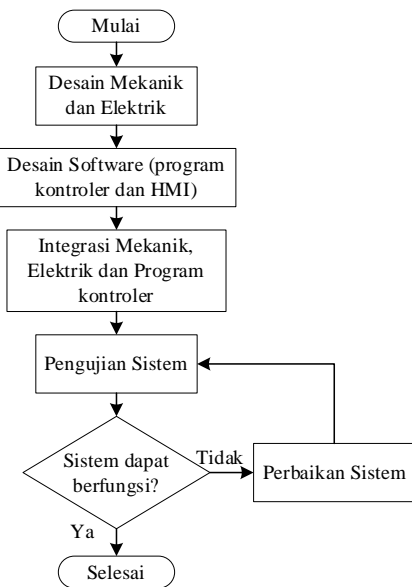 Mulai
Desain Mekanik
dan Elektrik
Desain Software (program
kontroler dan HMI)
Integrasi Mekanik,
Elektrik dan Program
kontroler
Pengujian Sistem
Sistem dapat
berfungsi?
Tidak
Perbaikan Sistem
Ya
Selesai